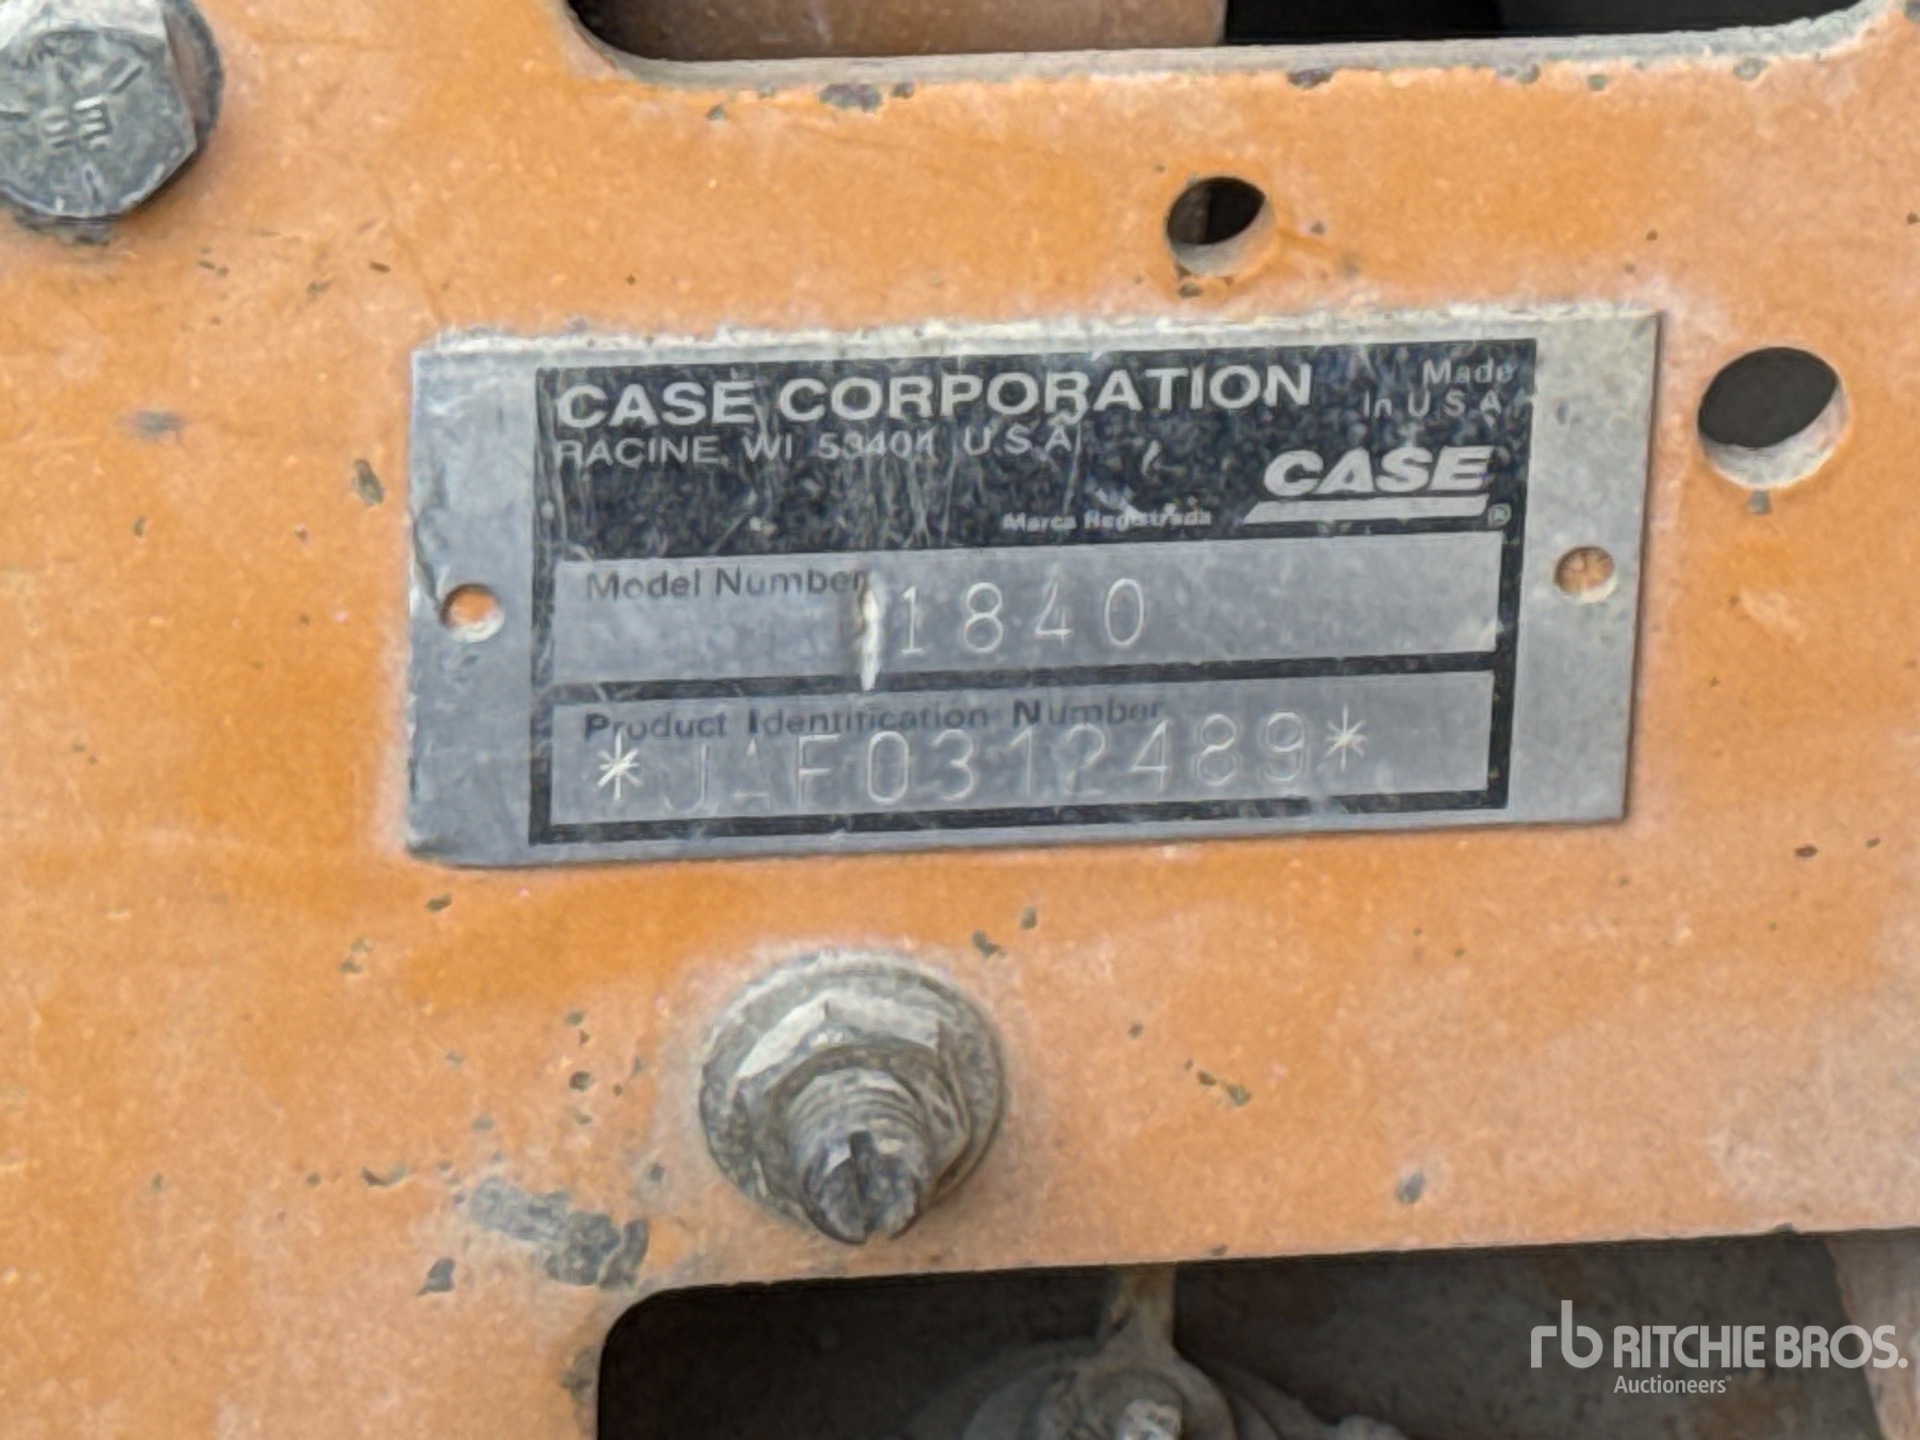 CASE CORPORATION
RACINE, WI 53404 U.S.A.
Made
In U.S.A.
CASE
Marca Registrada
Model Number
1840
Product Identification Number
*JAF0312489*
rb RITCHIE BROS.
Auctioneers